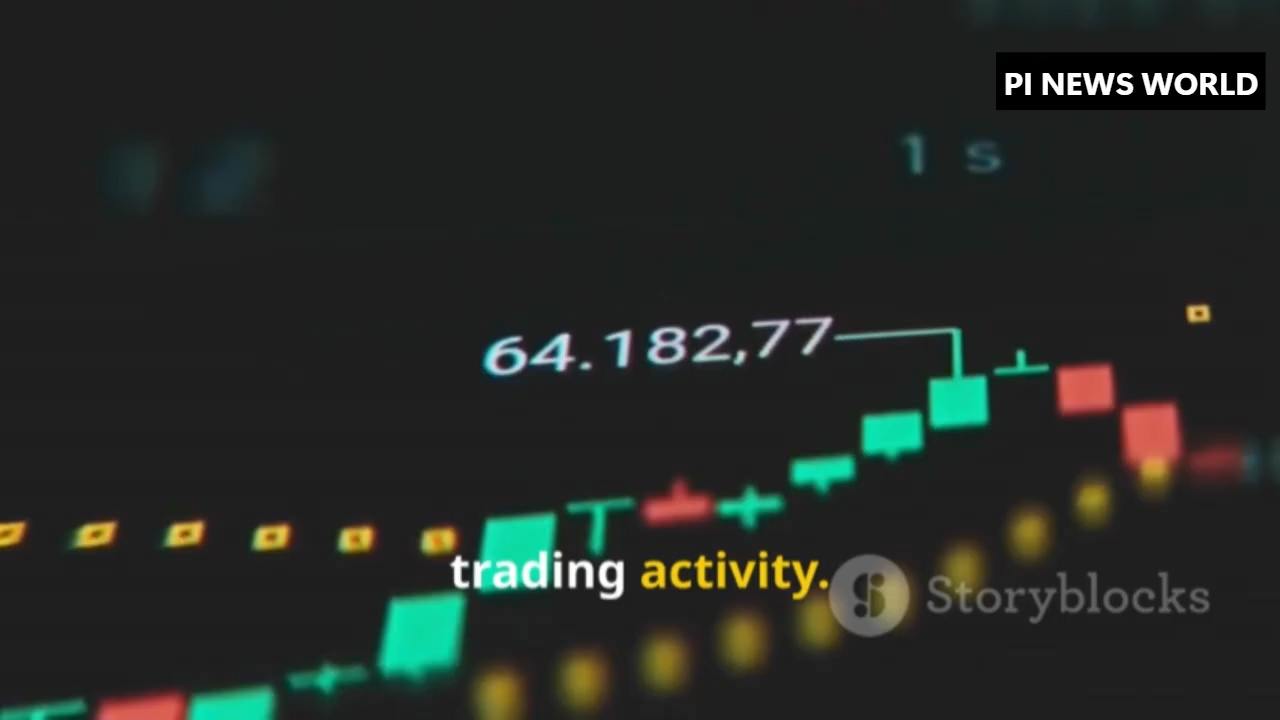 PI NEWS WORLD
1 s
64.182,77
trading activity.
Storyblocks